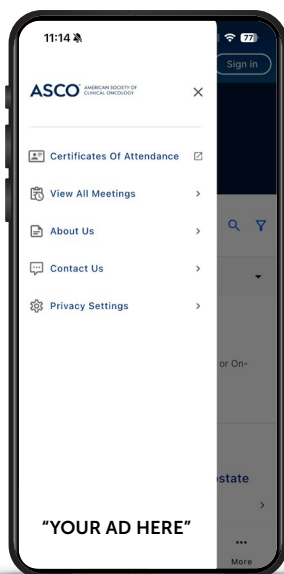 11:14
77
Sign in
ASCO AMERICAN SOCIETY OF
CLINICAL ONCOLOGY
Certificates Of Attendance
View All Meetings
About Us
Contact Us
or On-
Privacy Settings
state
"YOUR AD HERE"
More